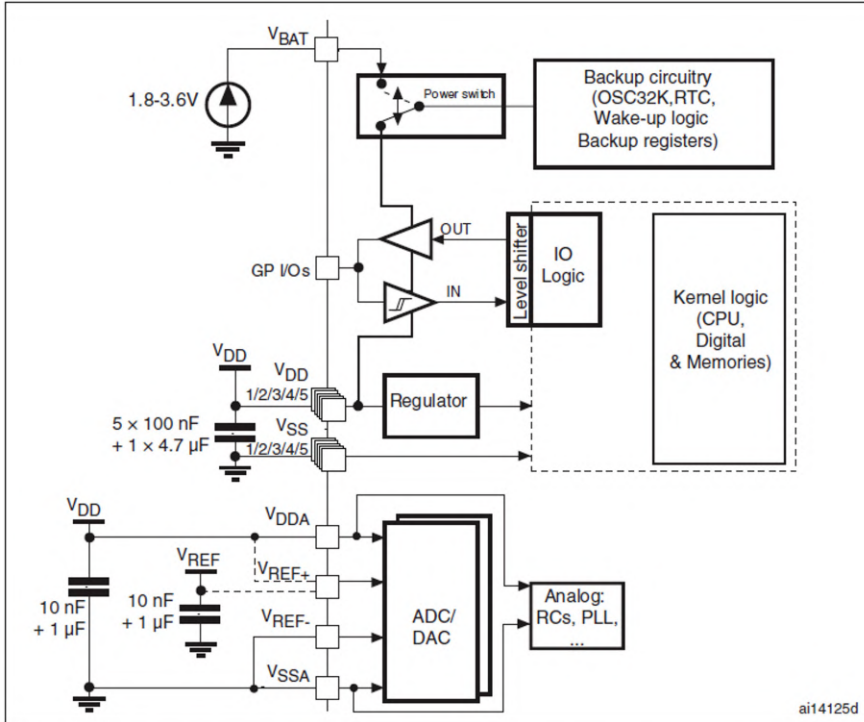 VBAT
1.8-3.6V
Power switch
Backup circuitry
(OSC32K,RTC,
Wake-up logic
Backup registers)
GP I/Os
OUT
IN
Level shifter
IO
Logic
Kernel logic
(CPU,
Digital
& Memories)
VDD
5 × 100 nF
+ 1 × 4.7 µF
VDD
1/2/3/4/5
VSS
1/2/3/4/5
Regulator
VDD
10 nF
+ 1 µF
VREF
10 nF
+ 1 µF
VDDA
VREF+
VREF-
VSSA
ADC/
DAC
Analog:
RCs, PLL,
...
ai14125d